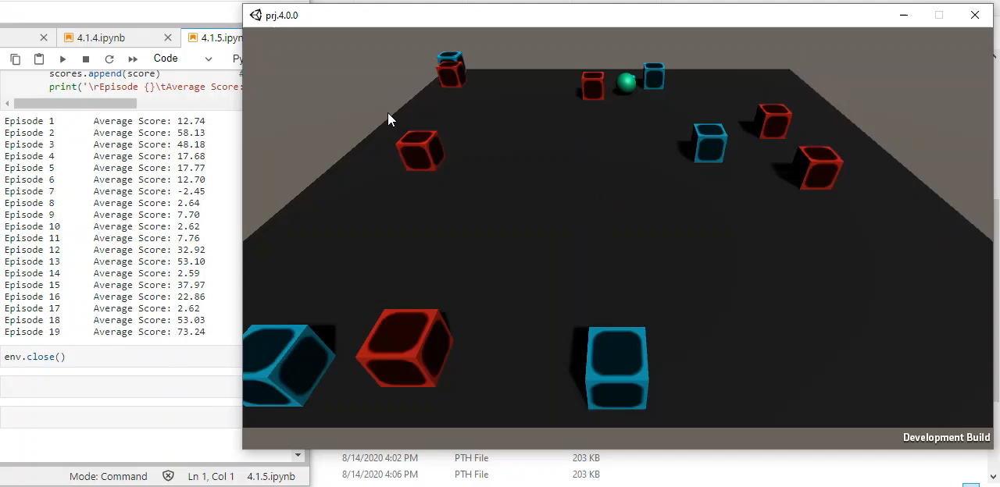 prj.4.0.0
4.1.4.ipynb
4.1.5.ipyn
Code
Py
scores.append(score) #
print('\rEpisode {}\tAverage Score:
Episode 1 Average Score: 12.74
Episode 2 Average Score: 58.13
Episode 3 Average Score: 48.18
Episode 4 Average Score: 17.68
Episode 5 Average Score: 17.77
Episode 6 Average Score: 12.70
Episode 7 Average Score: -2.45
Episode 8 Average Score: 2.64
Episode 9 Average Score: 7.70
Episode 10 Average Score: 2.62
Episode 11 Average Score: 7.76
Episode 12 Average Score: 32.92
Episode 13 Average Score: 53.10
Episode 14 Average Score: 2.59
Episode 15 Average Score: 37.97
Episode 16 Average Score: 22.86
Episode 17 Average Score: 2.62
Episode 18 Average Score: 53.03
Episode 19 Average Score: 73.24
env.close()
Development Build
8/14/2020 4:02 PM PTH File 203 KB
8/14/2020 4:06 PM PTH File 203 KB
Mode: Command Ln 1, Col 1 4.1.5.ipynb